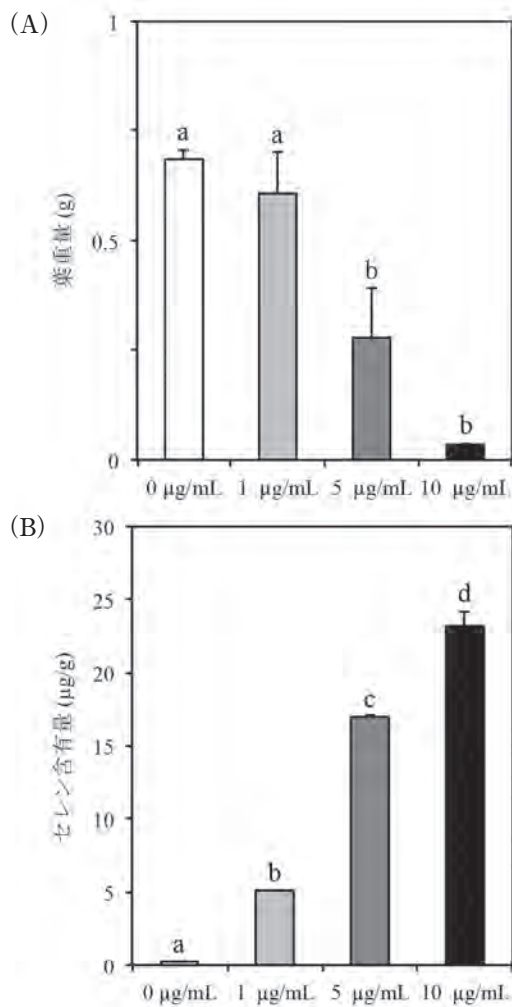 (A)
1
0.5
0
葉重量 (g)
a
a
b
b
0 µg/mL 1 µg/mL 5 µg/mL 10 µg/mL
(B)
30
25
20
15
10
5
0
セレン含有量 (µg/g)
a
b
c
d
0 µg/mL 1 µg/mL 5 µg/mL 10 µg/mL